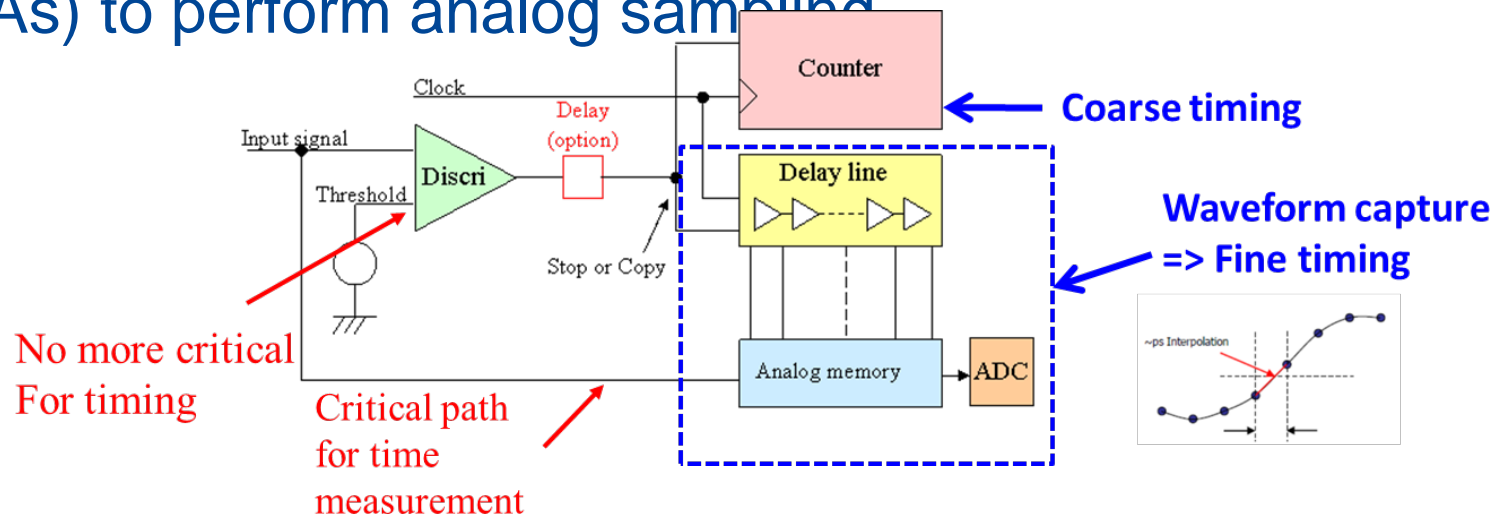 As) to perform analog sampling
Counter
Clock
Coarse timing
Delay
(option)
Input signal
Discri
Delay line
Threshold
Waveform capture
=> Fine timing
Stop or Copy
~ps Interpolation
No more critical
For timing
Analog memory
ADC
Critical path
for time
measurement